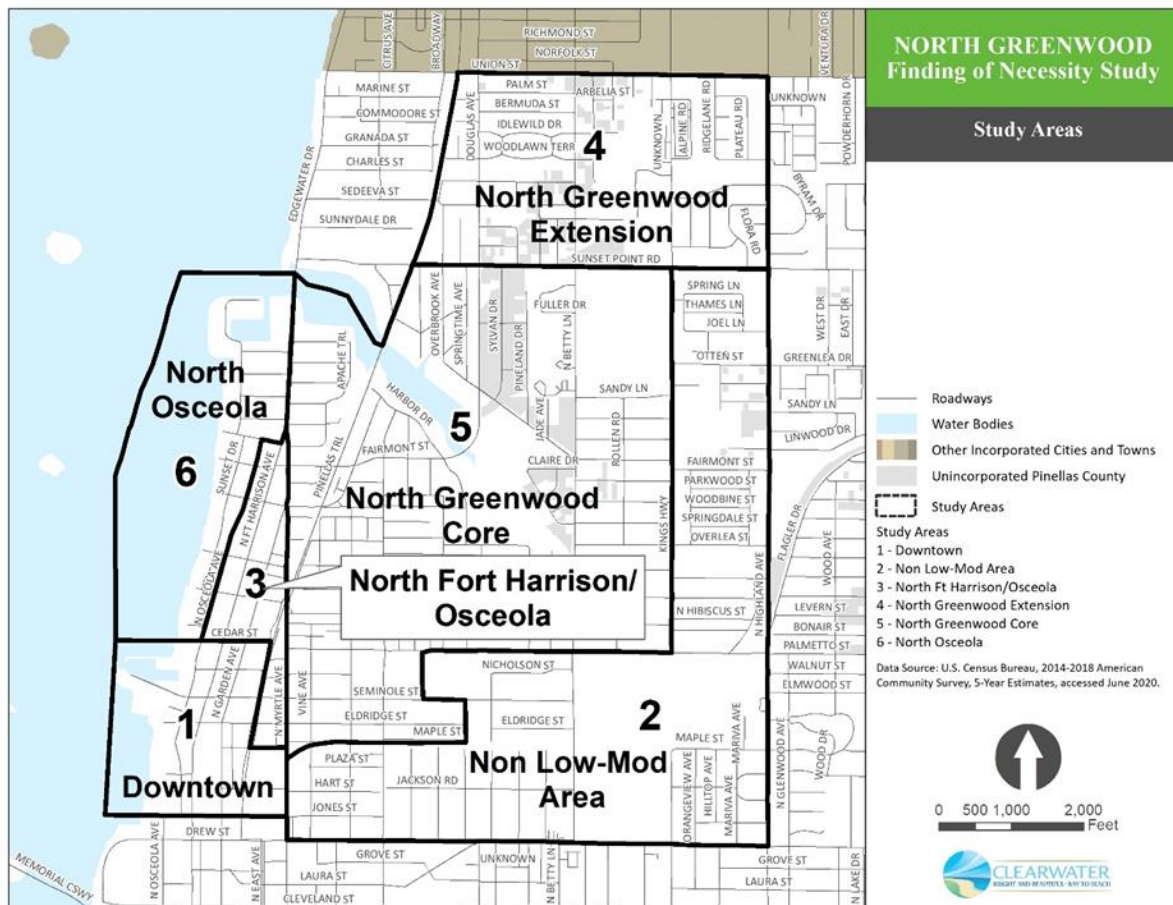 NORTH GREENWOOD
Finding of Necessity Study
Study Areas
RICHMOND ST
NORFOLK ST
UNION ST
CITRUS AVE
BROADWAY
VENTURA DR
MARINE ST
COMMODORE ST
GRANADA ST
CHARLES ST
SEDEEVA ST
SUNNYDALE DR
EDGEWATER DR
DOUGLAS AVE
PALM ST
ARBELIA ST
BERMUDA ST
IDLEWILD DR
WOODLAWN TERR
UNKNOWN
ALPINE RD
RIDGELANE RD
PLATEAU RD
UNKNOWN
POWDERHORN DR
BYRAM DR
4
North Greenwood
Extension
FLORA RD
SUNSET POINT RD
OVERBROOK AVE
SPRINGTIME AVE
SYLVAN DR
PINELAND DR
FULLER DR
N BETTY LN
SPRING LN
THAMES LN
JOEL LN
OTTEN ST
WEST DR
EAST DR
GREENLEA DR
North
Osceola
6
APACHE TRL
HARBOR DR
5
JADE AVE
SANDY LN
SANDY LN
ROLLEN RD
LINWOOD DR
SUNSET DR
N FT HARRISON AVE
PINELLAS TRL
FAIRMONT ST
CLAIRE DR
North Greenwood
Core
KINGS HWY
FAIRMONT ST
PARKWOOD ST
WOODBINE ST
SPRINGDALE ST
OVERLEA ST
FLAGLER DR
WOOD AVE
3
North Fort Harrison/
Osceola
N OSCEOLA AVE
CEDAR ST
N HIBISCUS ST
N HIGHLAND AVE
LEVERN ST
BONAIR ST
PALMETTO ST
WALNUT ST
ELMWOOD ST
N GARDEN AVE
N MYRTLE AVE
VINE AVE
NICHOLSON ST
SEMINOLE ST
ELDRIDGE ST
ELDRIDGE ST
MAPLE ST
MAPLE ST
MARIVA AVE
1
Downtown
2
Non Low-Mod
Area
PLAZA ST
HART ST
JACKSON RD
JONES ST
ORANGEVIEW AVE
HILLTOP AVE
MARIVA AVE
N GLENWOOD AVE
WOOD DR
DREW ST
N OSCEOLA AVE
N EAST AVE
GROVE ST
LAURA ST
CLEVELAND ST
UNKNOWN
N BETTY LN
GROVE ST
LAURA ST
N LAKE DR
MEMORIAL CSWY
Roadways
Water Bodies
Other Incorporated Cities and Towns
Unincorporated Pinellas County
Study Areas
Study Areas
1 - Downtown
2 - Non Low-Mod Area
3 - North Ft Harrison/Osceola
4 - North Greenwood Extension
5 - North Greenwood Core
6 - North Osceola
Data Source: U.S. Census Bureau, 2014-2018 American
Community Survey, 5-Year Estimates, accessed June 2020.
0 500 1,000 2,000
Feet
CLEARWATER
BRIGHT AND BEAUTIFUL · BAY TO BEACH